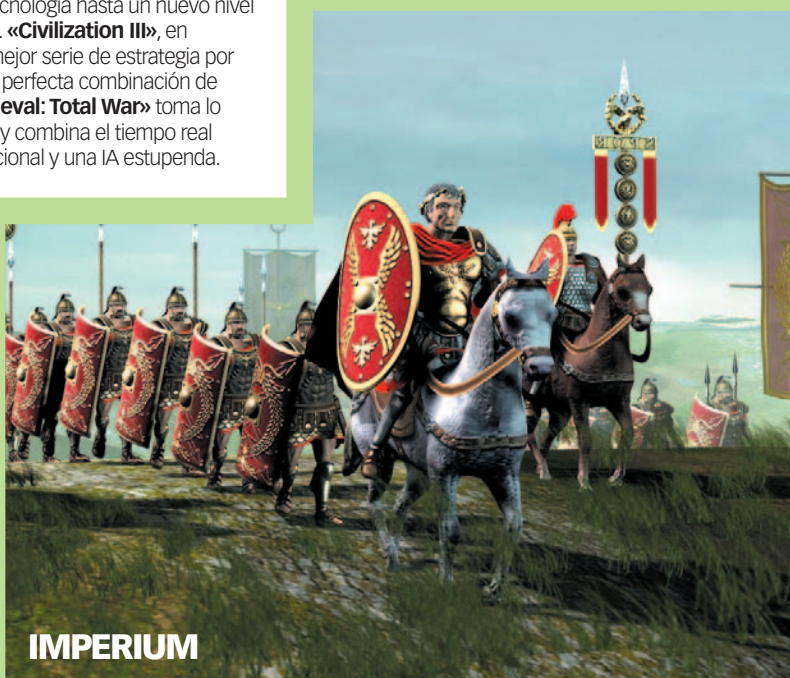 cnología hasta un nuevo nivel
. «Civilization III», en
nejor serie de estrategia por
perfecta combinación de
eval: Total War» toma lo
y combina el tiempo real
cional y una IA estupenda.
IMPERIUM